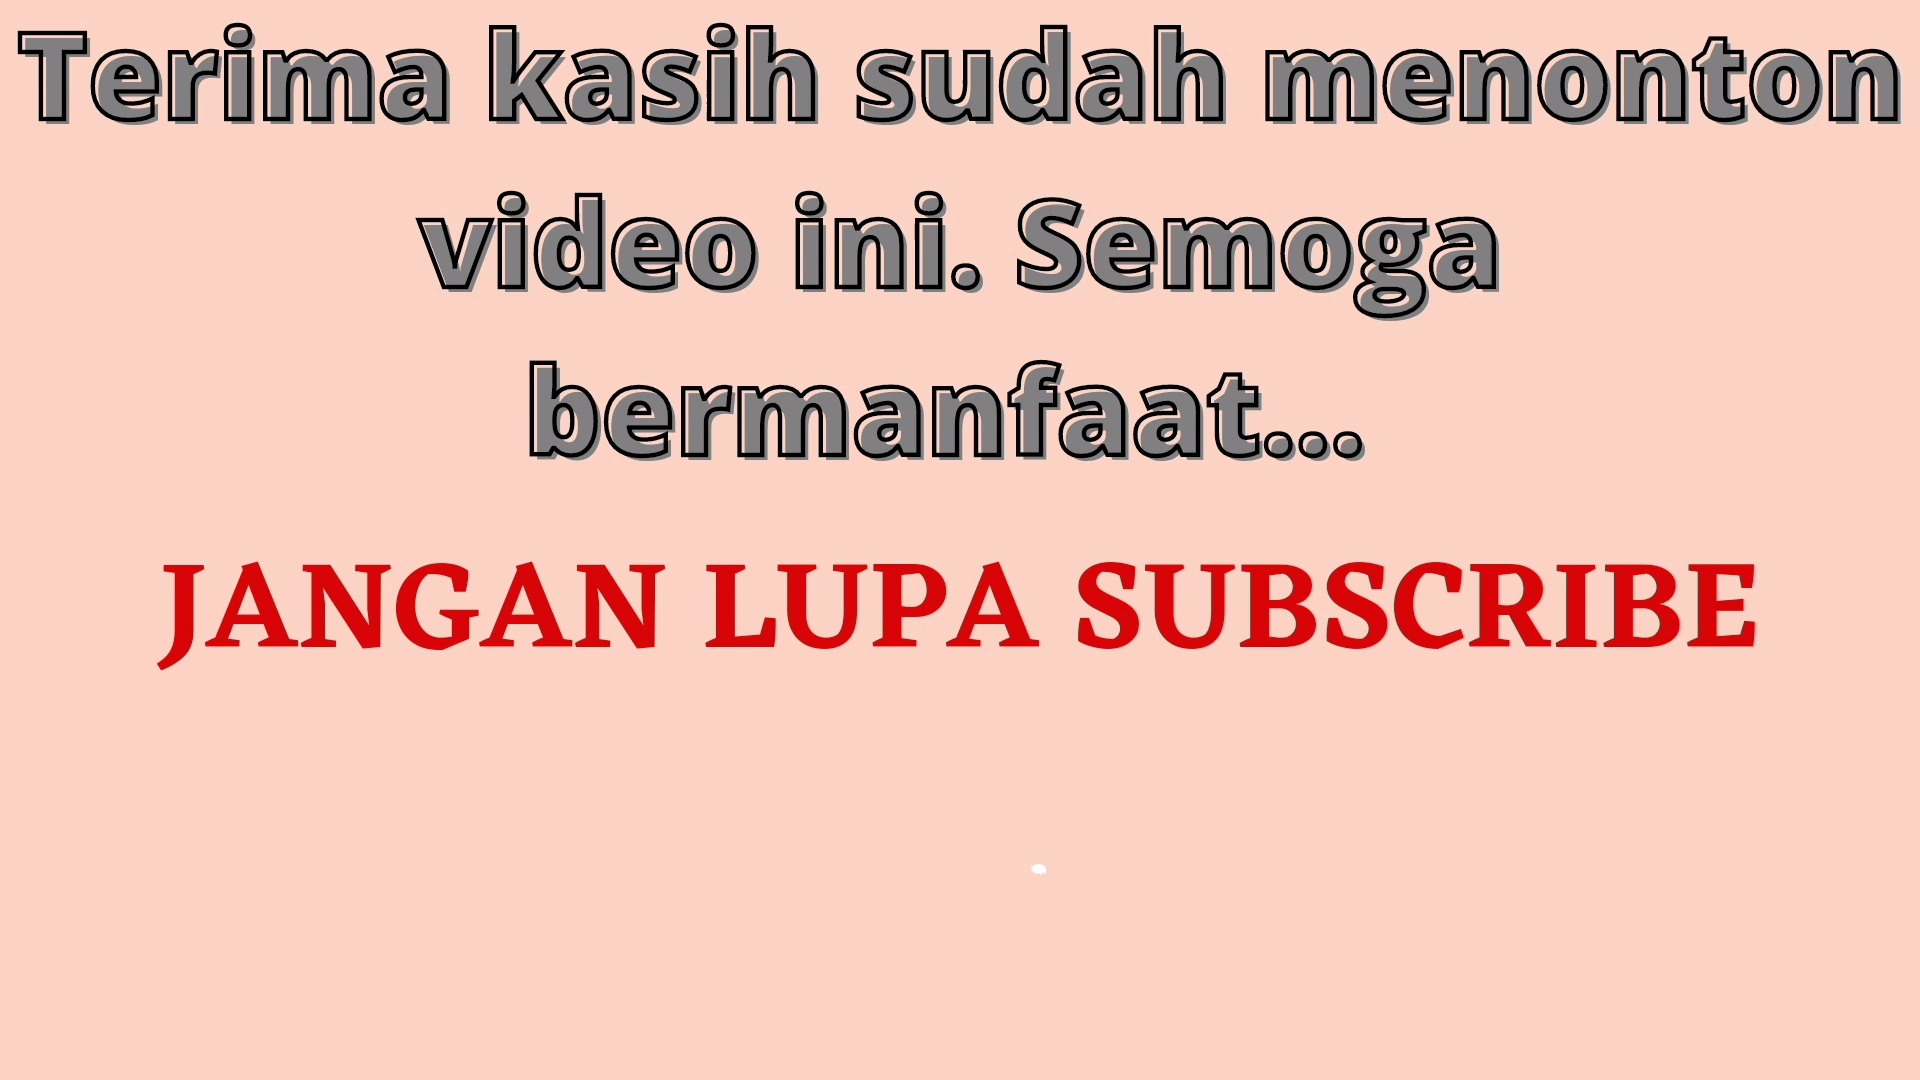 Terima kasih sudah menonton
video ini. Semoga
bermanfaat...
JANGAN LUPA SUBSCRIBE